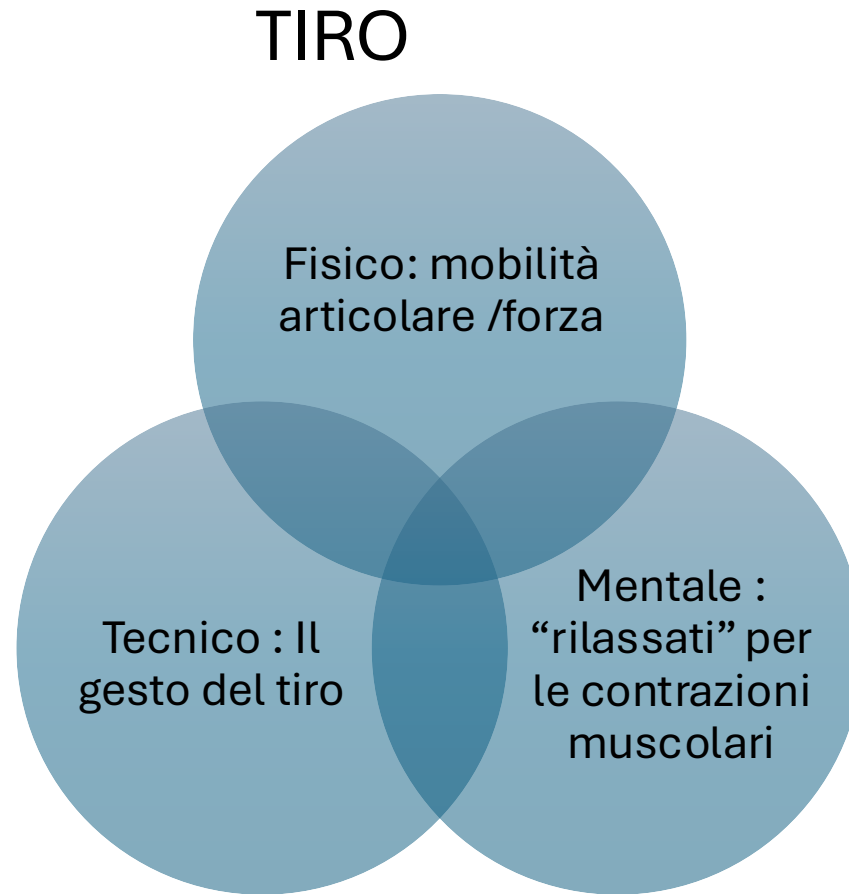 TIRO
Fisico: mobilità
articolare /forza
Tecnico : Il
gesto del tiro
Mentale :
“rilassati” per
le contrazioni
muscolari